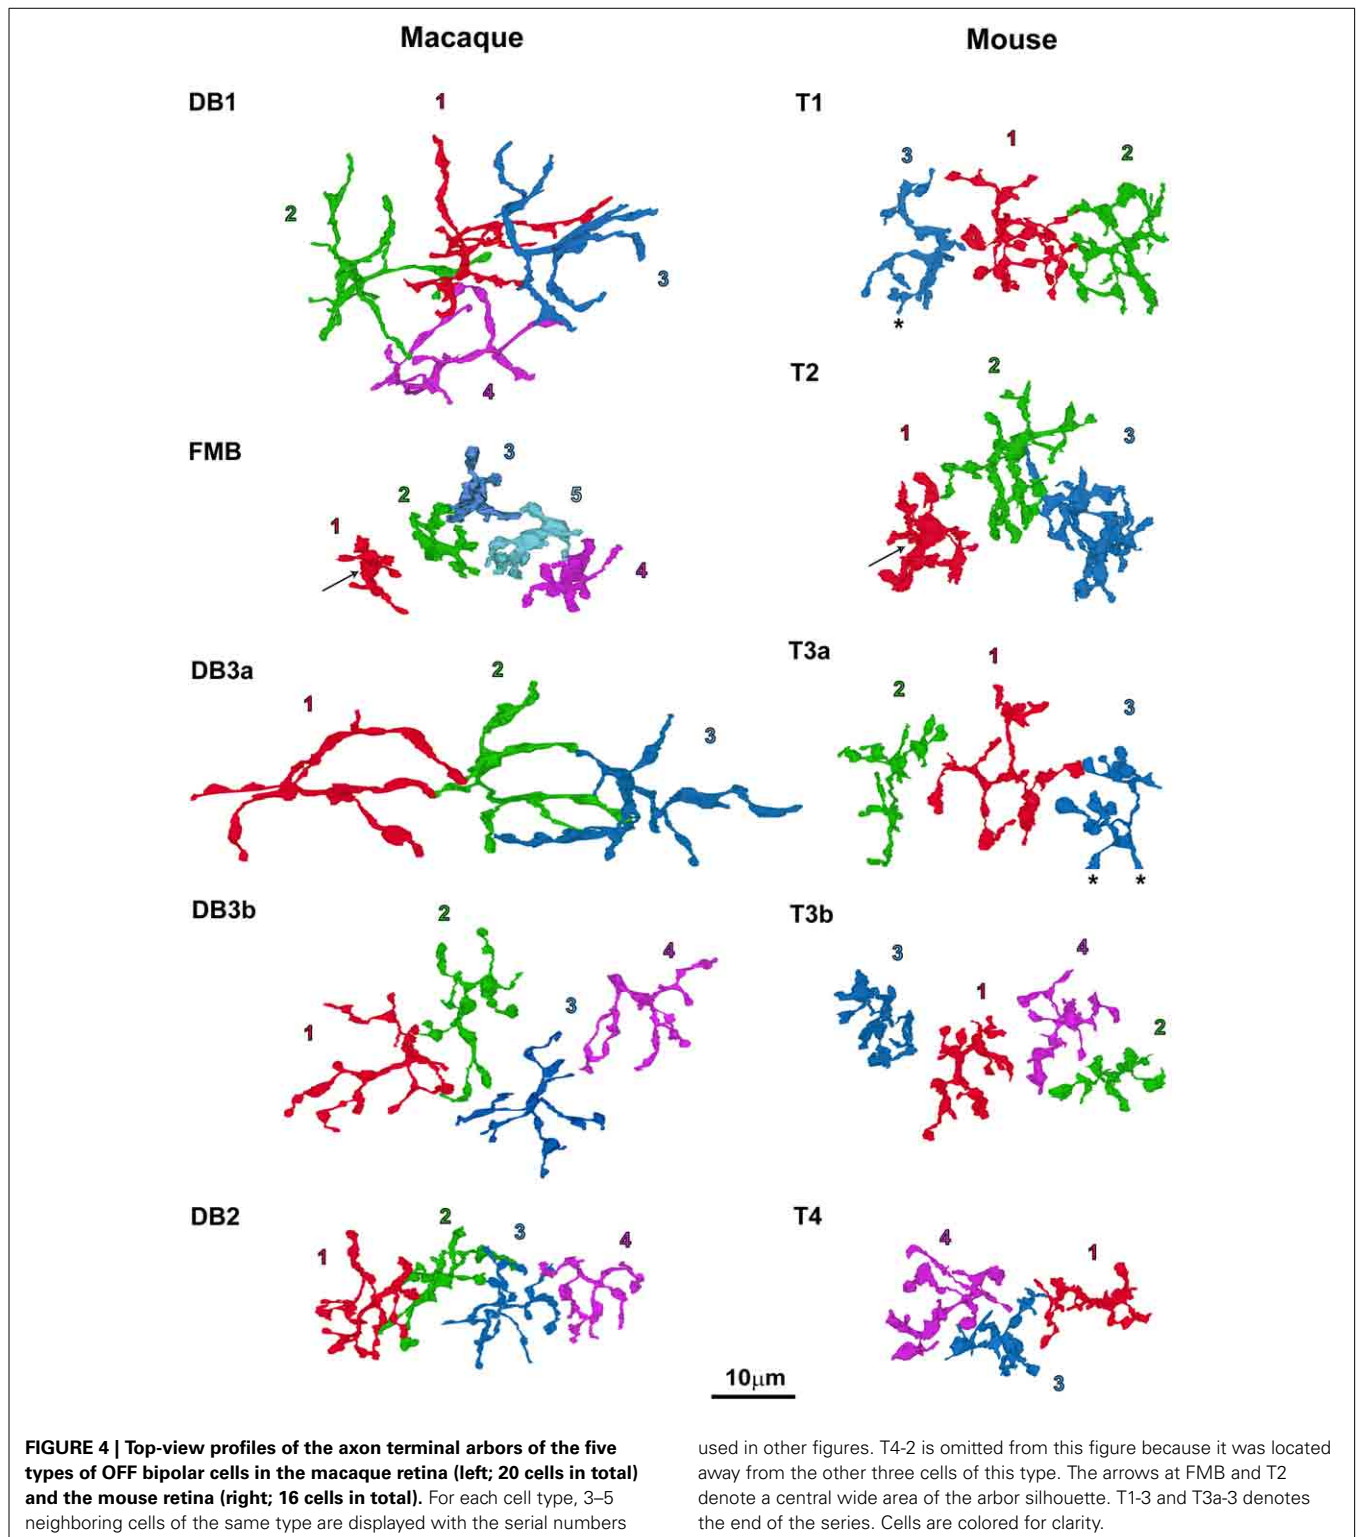 Macaque
Mouse
DB1
1
2
3
4
T1
3
1
2
*
FMB
1
2
3
5
4
T2
1
2
3
DB3a
1
2
3
T3a
2
1
3
* *
DB3b
1
2
3
4
T3b
3
1
4
2
DB2
1
2
3
4
T4
4
1
3
10μm
FIGURE 4 | Top-view profiles of the axon terminal arbors of the five
types of OFF bipolar cells in the macaque retina (left; 20 cells in total)
and the mouse retina (right; 16 cells in total). For each cell type, 3–5
neighboring cells of the same type are displayed with the serial numbers
used in other figures. T4-2 is omitted from this figure because it was located
away from the other three cells of this type. The arrows at FMB and T2
denote a central wide area of the arbor silhouette. T1-3 and T3a-3 denotes
the end of the series. Cells are colored for clarity.